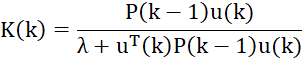 K(k) = P(k − 1)u(k) / λ + uᵀ(k)P(k − 1)u(k)